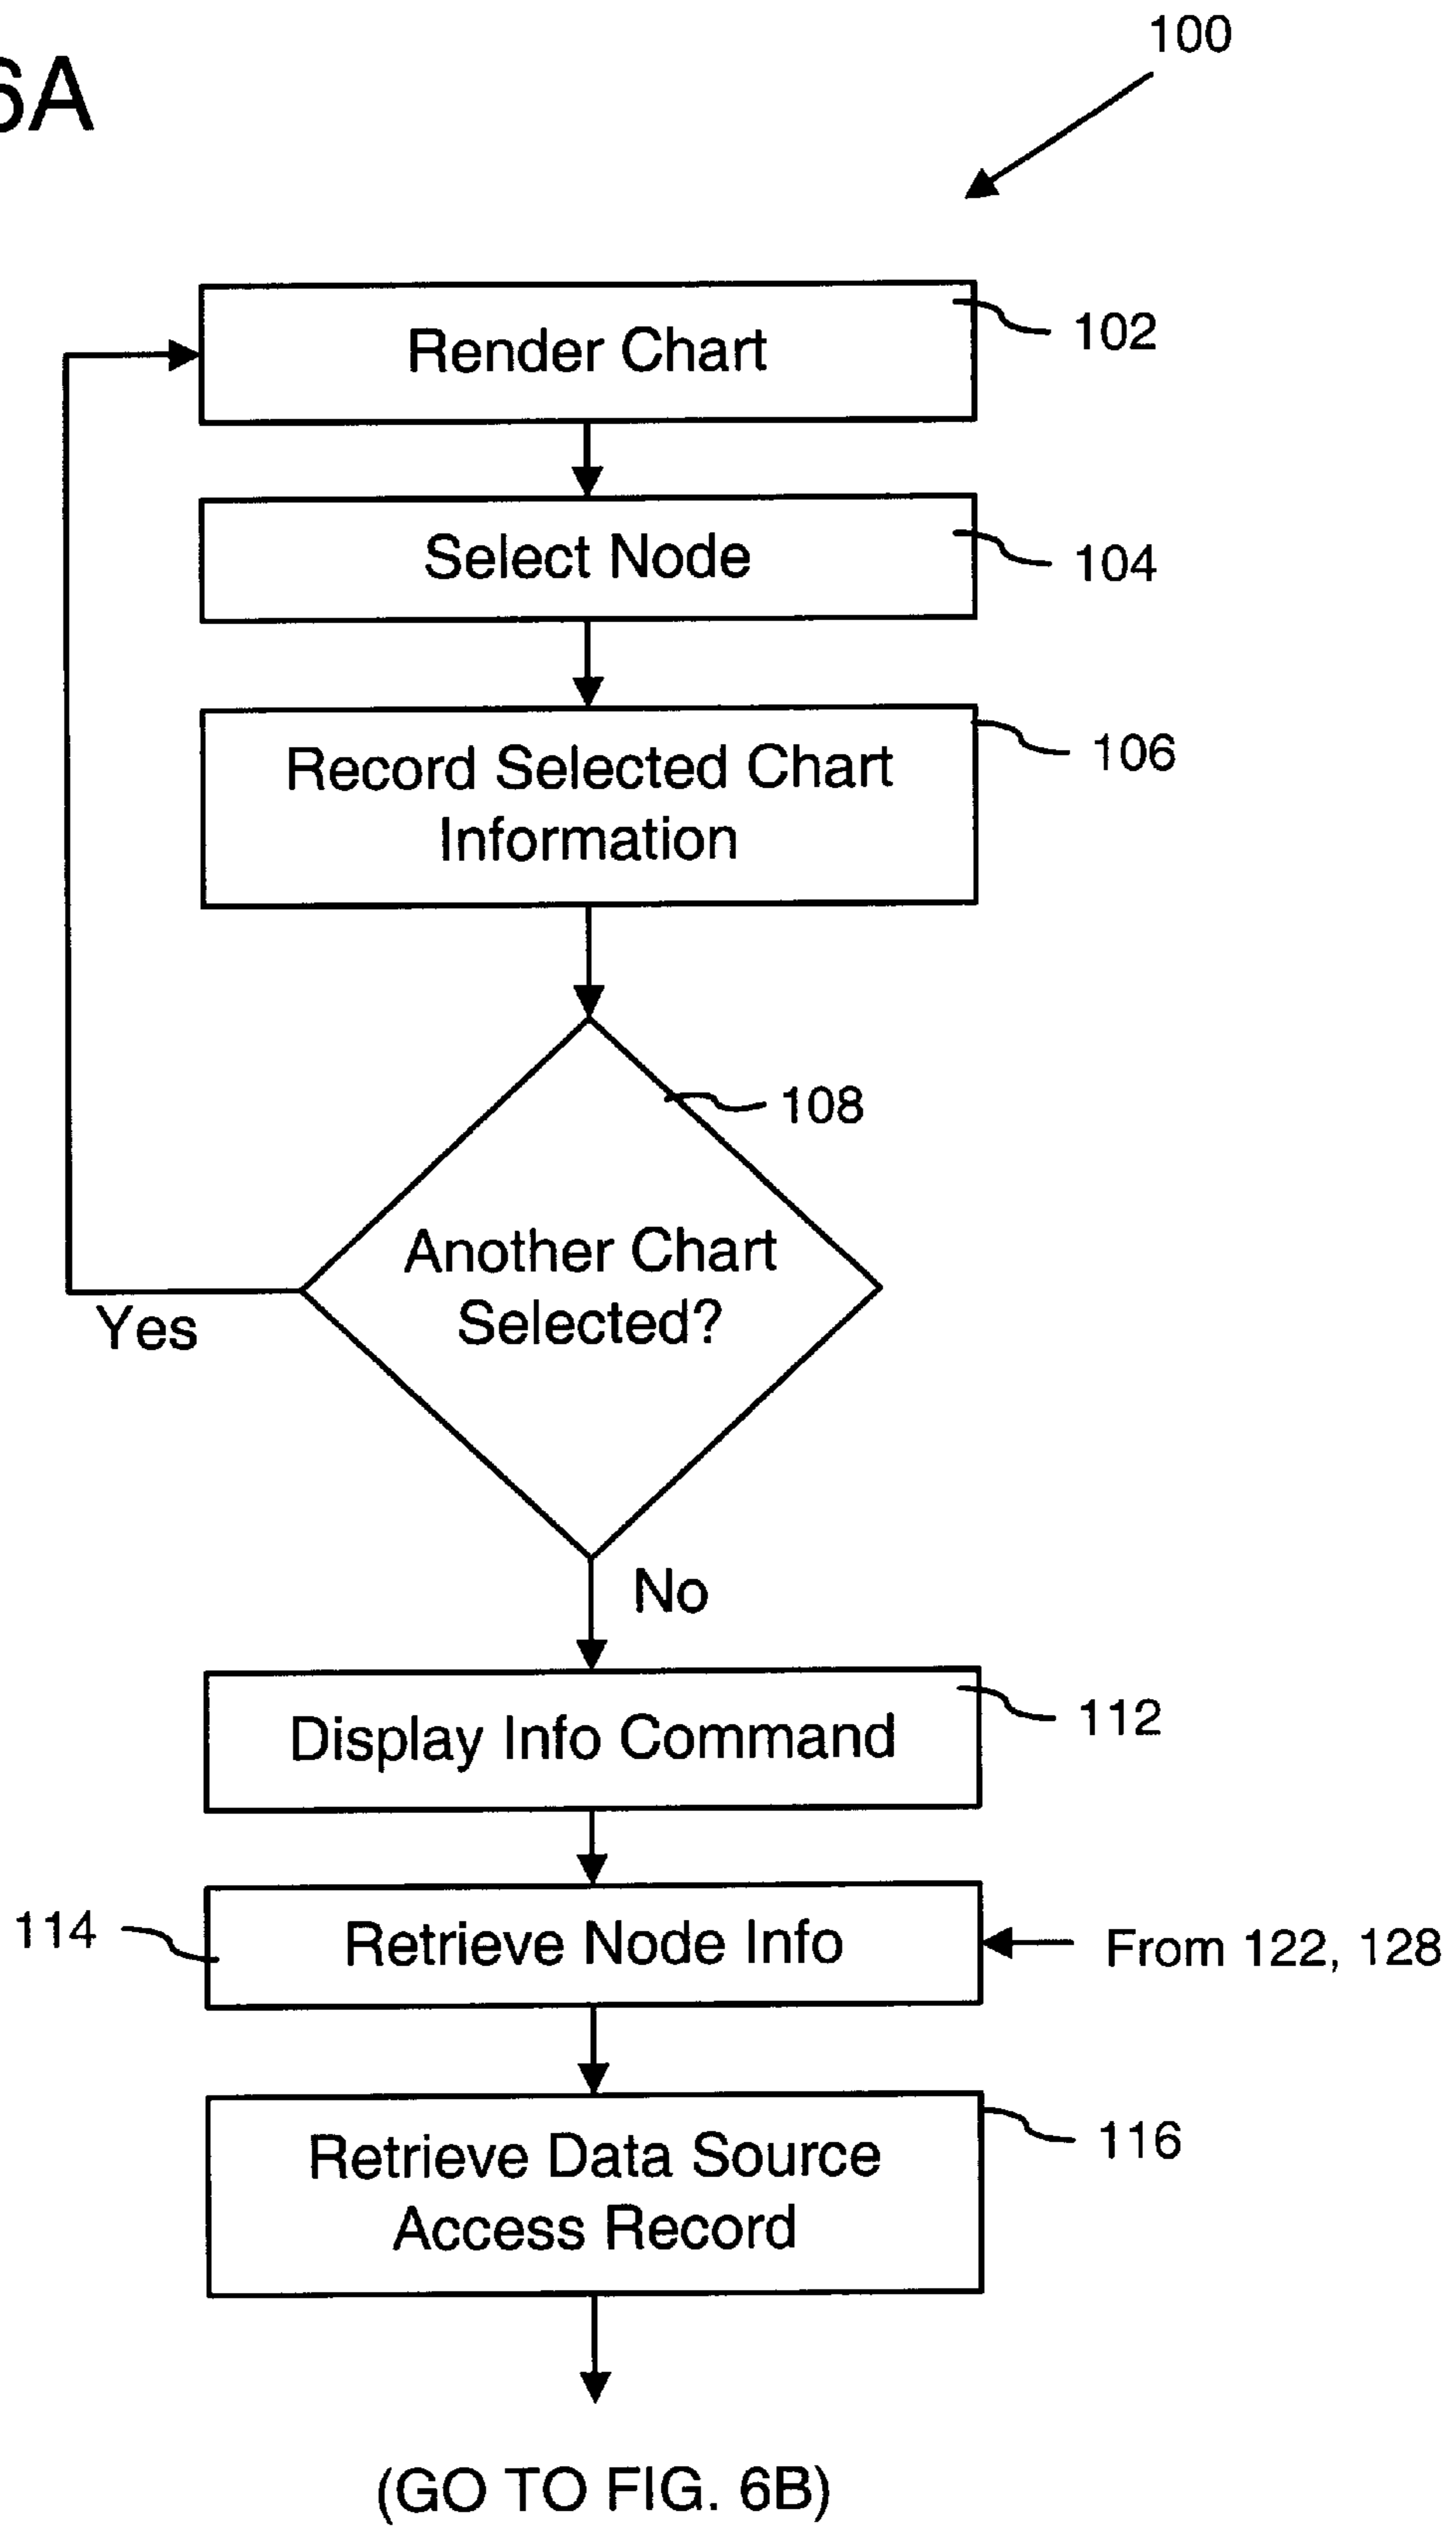 6A
100
Render Chart
102
Select Node
104
Record Selected Chart
Information
106
108
Another Chart
Selected?
Yes
No
Display Info Command
112
114
Retrieve Node Info
From 122, 128
Retrieve Data Source
Access Record
116
(GO TO FIG. 6B)